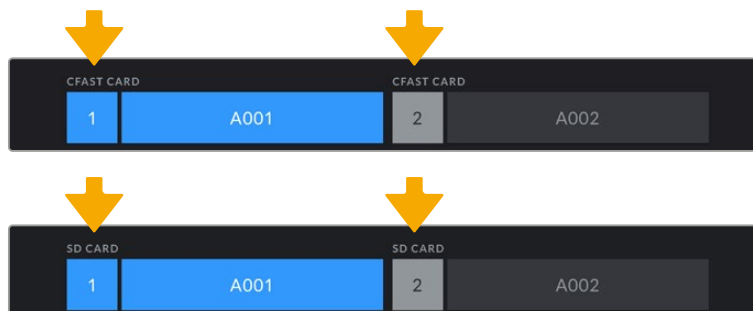 CFAST CARD CFAST CARD
1 A001 2 A002
SD CARD SD CARD
1 A001 2 A002